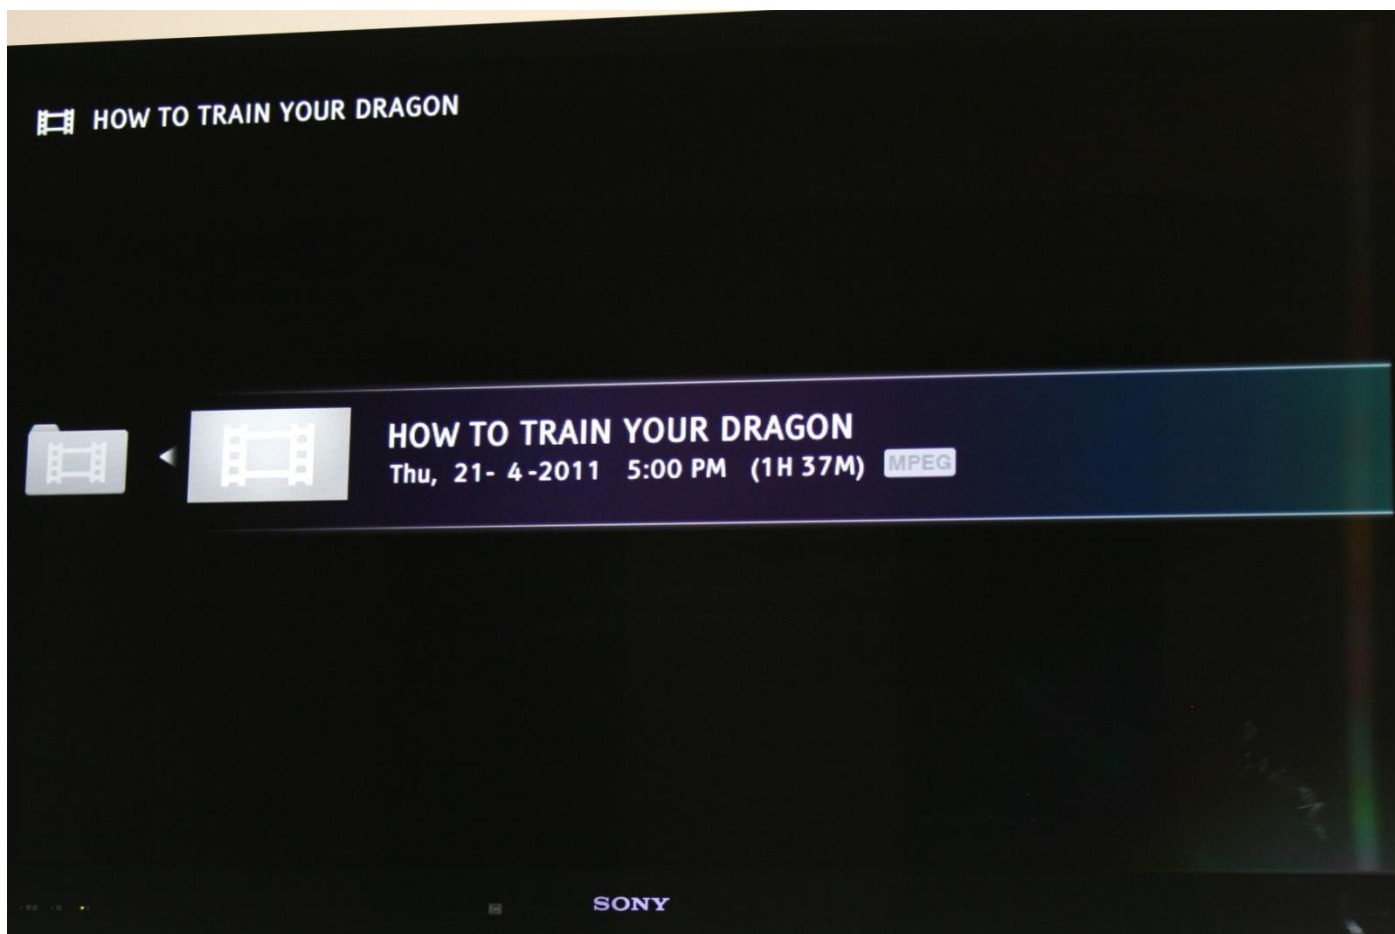 HOW TO TRAIN YOUR DRAGON
HOW TO TRAIN YOUR DRAGON
Thu, 21- 4 -2011 5:00 PM (1H 37M) MPEG
SONY